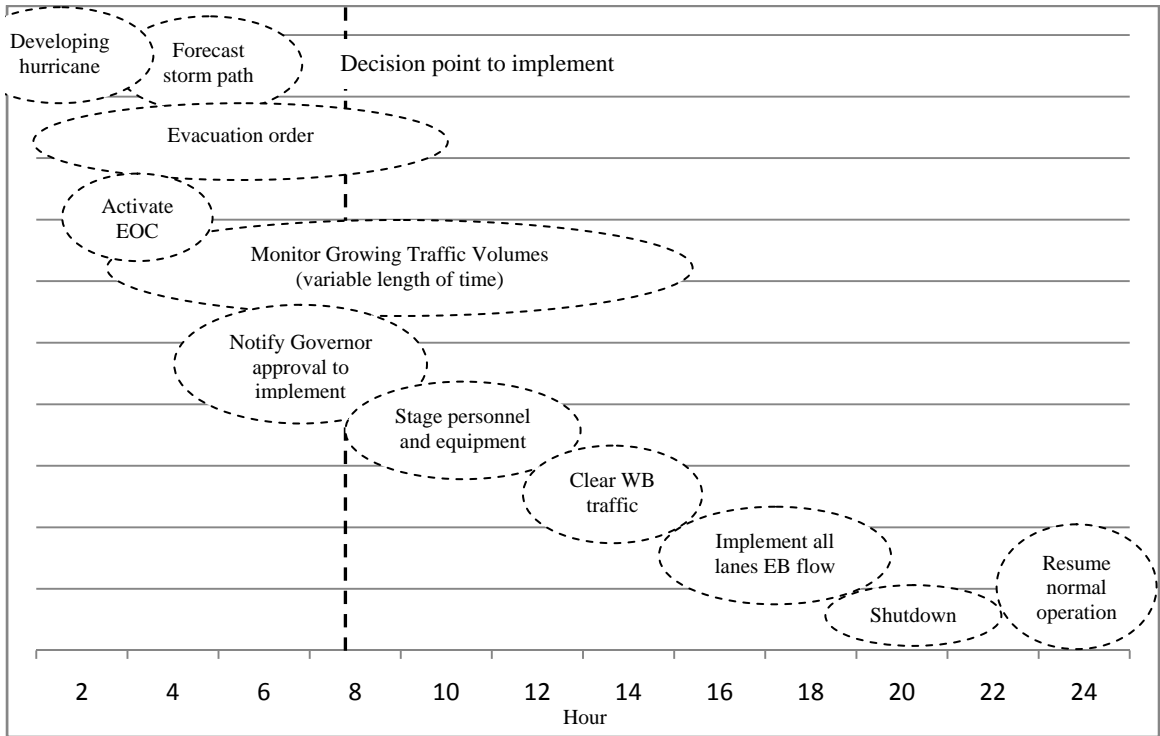 Developing
hurricane
Forecast
storm path
Decision point to implement
Evacuation order
Activate
EOC
Monitor Growing Traffic Volumes
(variable length of time)
Notify Governor
approval to
implement
Stage personnel
and equipment
Clear WB
traffic
Implement all
lanes EB flow
Shutdown
Resume
normal
operation
2 4 6 8 10 12 14 16 18 20 22 24
Hour